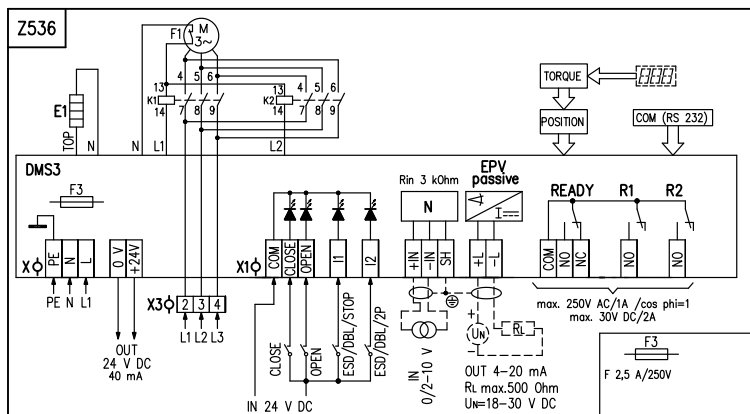 Z536
F1
M
3~
4 5 6
13
K1
14
7 8 9
13
K2
14
4 5 6
7 8 9
E1
TOP
N
N
L1
L2
TORQUE
POSITION
COM (RS 232)
DMS3
F3
Rin 3 kOhm
N
EPV
passive
I
READY
R1
R2
X
PE
N
L
0 V
+24V
X1
COM
CLOSE
OPEN
I1
I2
+IN
-IN
SH
+L
-L
COM
NO
NC
NO
NO
PE N L1
OUT
24 V DC
40 mA
X3
2 3 4
L1 L2 L3
IN 24 V DC
CLOSE
OPEN
ESD/DBL/STOP
ESD/DBL/2P
IN
0/2-10 V
+
UN
-
RL
OUT 4-20 mA
RL max.500 Ohm
UN=18-30 V DC
max. 250V AC/1A /cos phi=1
max. 30V DC/2A
F3
F 2,5 A/250V